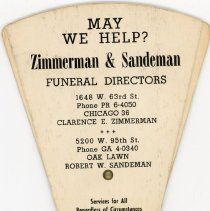 MAY
WE HELP?
Zimmerman & Sandeman
FUNERAL DIRECTORS
1648 W. 63rd St.
Phone PR 6-4050
CHICAGO 36
CLARENCE E. ZIMMERMAN
+++
5200 W. 95th St.
Phone GA 4-0340
OAK LAWN
ROBERT W. SANDEMAN
Services for All
Regardless of Circumstances